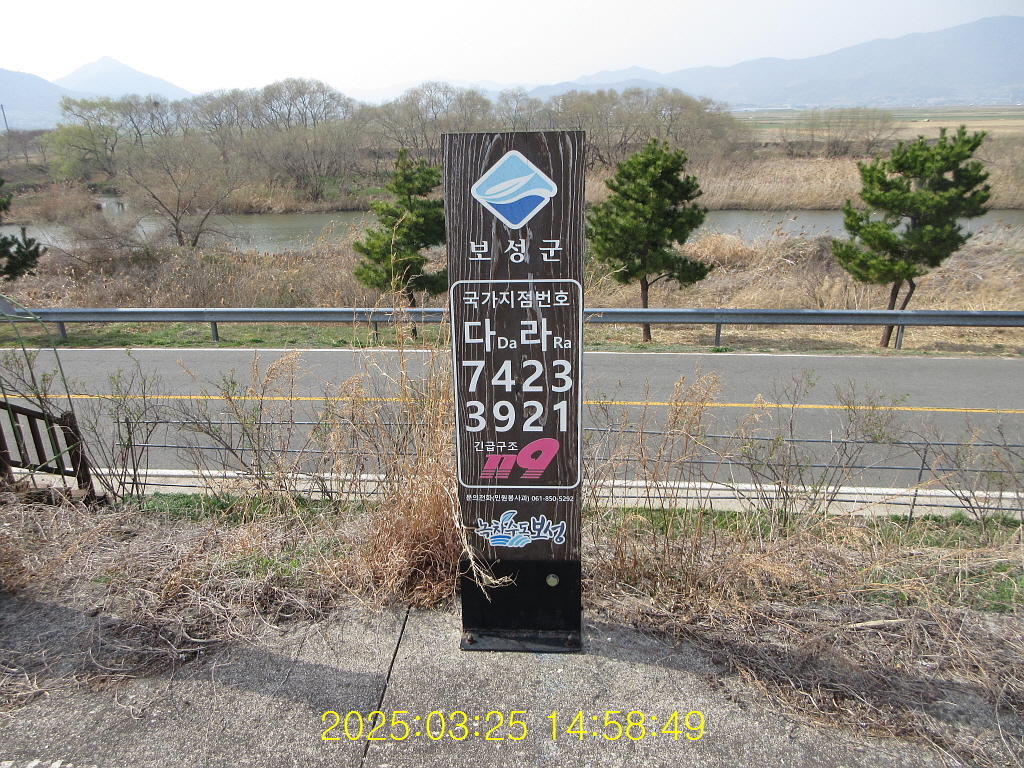 보성군
국가지점번호
다Da라Ra
7423
3921
긴급구조
119
문의전화(민원봉사과) 061-850-5292
녹차수도보성
2025:03:25 14:58:49